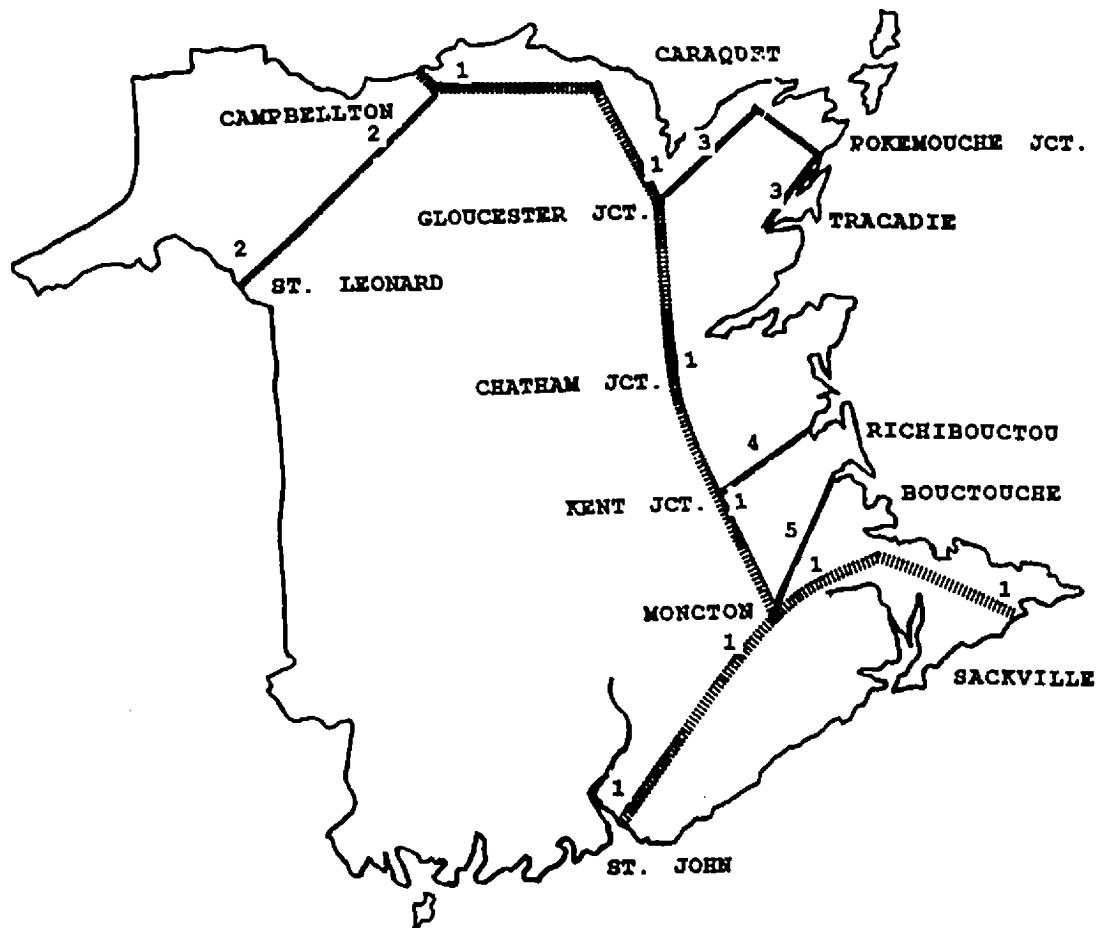 CARAQUET
1
CAMPBELLTON
2
3
POKEMOUCHE JCT.
1
3
GLOUCESTER JCT.
TRACADIE
2
ST. LEONARD
1
CHATHAM JCT.
RICHIBOUCTOU
4
BOUCTOUCHE
KENT JCT.
1
5
1
1
MONCTON
1
SACKVILLE
1
ST. JOHN